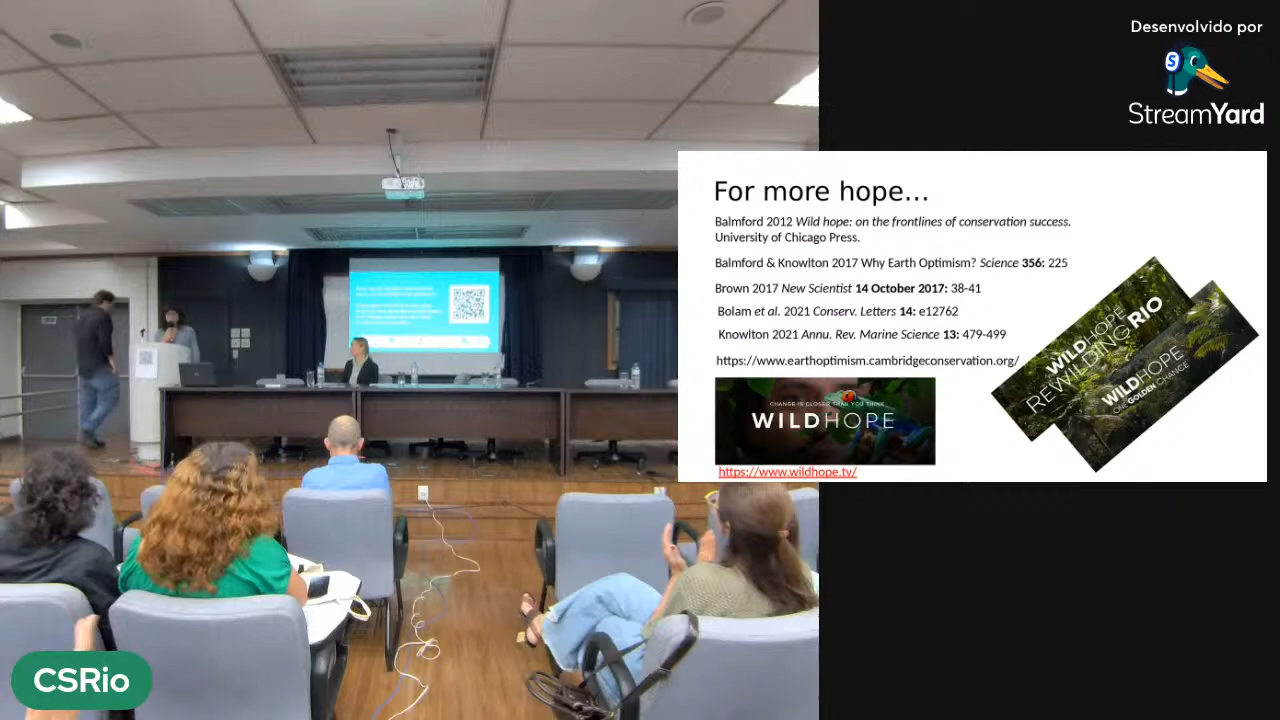 Desenvolvido por
StreamYard
For more hope...
Balmford 2012 Wild hope: on the frontlines of conservation success.
University of Chicago Press.
Balmford & Knowlton 2017 Why Earth Optimism? Science 356: 225
Brown 2017 New Scientist 14 October 2017: 38-41
Bolam et al. 2021 Conserv. Letters 14: e12762
Knowlton 2021 Annu. Rev. Marine Science 13: 479-499
https://www.earthoptimism.cambridgeconservation.org/
CHANGE IS CLOSER THAN YOU THINK
WILDHOPE
https://www.wildhope.tv/
WILDHOPE
REWILDING RIO
WILDHOPE
ONE GOLDEN CHANGE
CSRio